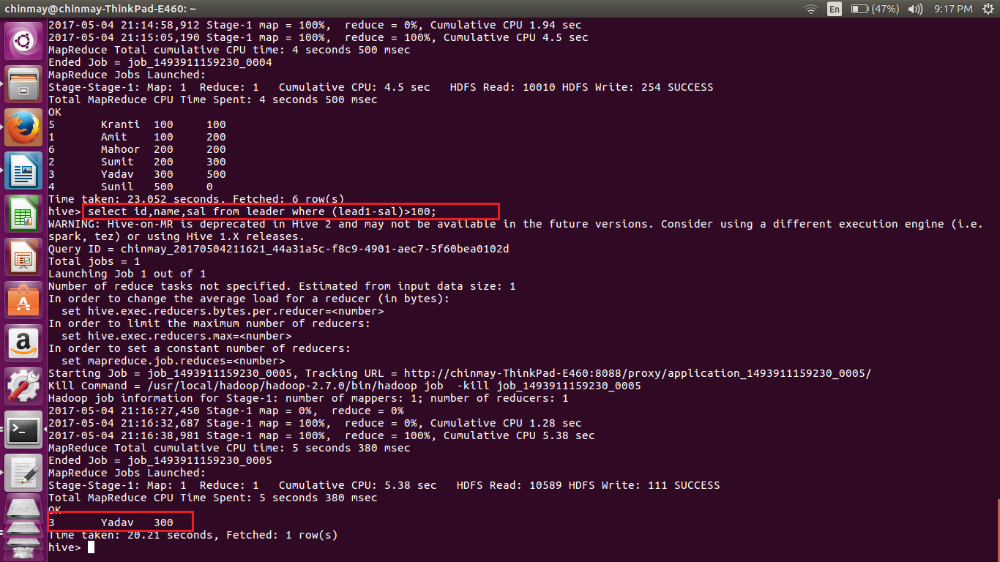 chinmay@chinmay-ThinkPad-E460: ~
En (47%) 9:17 PM
2017-05-04 21:14:58,912 Stage-1 map = 100%,  reduce = 0%, Cumulative CPU 1.94 sec
2017-05-04 21:15:05,190 Stage-1 map = 100%,  reduce = 100%, Cumulative CPU 4.5 sec
MapReduce Total cumulative CPU time: 4 seconds 500 msec
Ended Job = job_1493911159230_0004
MapReduce Jobs Launched:
Stage-Stage-1: Map: 1  Reduce: 1   Cumulative CPU: 4.5 sec   HDFS Read: 10010 HDFS Write: 254 SUCCESS
Total MapReduce CPU Time Spent: 4 seconds 500 msec
OK
5       Kranti  100     100
1       Amit    100     200
6       Mahoor  200     200
2       Sumit   200     300
3       Yadav   300     500
4       Sunil   500     0
Time taken: 23.052 seconds, Fetched: 6 row(s)
hive> select id,name,sal from leader where (lead1-sal)>100;
WARNING: Hive-on-MR is deprecated in Hive 2 and may not be available in the future versions. Consider using a different execution engine (i.e.
spark, tez) or using Hive 1.X releases.
Query ID = chinmay_20170504211621_44a31a5c-f8c9-4901-aec7-5f60bea0102d
Total jobs = 1
Launching Job 1 out of 1
Number of reduce tasks not specified. Estimated from input data size: 1
In order to change the average load for a reducer (in bytes):
  set hive.exec.reducers.bytes.per.reducer=<number>
In order to limit the maximum number of reducers:
  set hive.exec.reducers.max=<number>
In order to set a constant number of reducers:
  set mapreduce.job.reduces=<number>
Starting Job = job_1493911159230_0005, Tracking URL = http://chinmay-ThinkPad-E460:8088/proxy/application_1493911159230_0005/
Kill Command = /usr/local/hadoop/hadoop-2.7.0/bin/hadoop job  -kill job_1493911159230_0005
Hadoop job information for Stage-1: number of mappers: 1; number of reducers: 1
2017-05-04 21:16:27,450 Stage-1 map = 0%,  reduce = 0%
2017-05-04 21:16:32,687 Stage-1 map = 100%,  reduce = 0%, Cumulative CPU 1.28 sec
2017-05-04 21:16:38,981 Stage-1 map = 100%,  reduce = 100%, Cumulative CPU 5.38 sec
MapReduce Total cumulative CPU time: 5 seconds 380 msec
Ended Job = job_1493911159230_0005
MapReduce Jobs Launched:
Stage-Stage-1: Map: 1  Reduce: 1   Cumulative CPU: 5.38 sec   HDFS Read: 10589 HDFS Write: 111 SUCCESS
Total MapReduce CPU Time Spent: 5 seconds 380 msec
OK
3       Yadav   300
Time taken: 20.21 seconds, Fetched: 1 row(s)
hive>